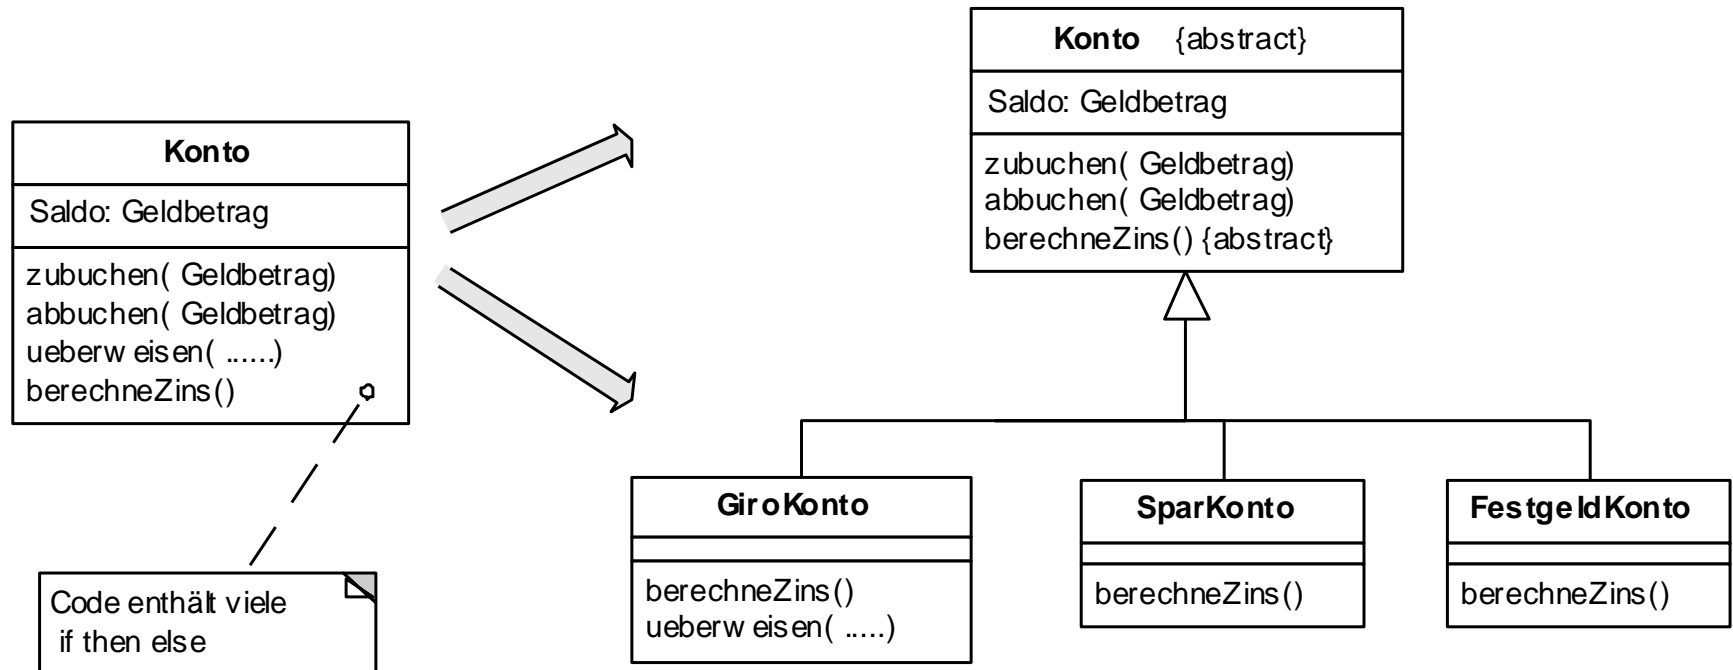 Konto
Saldo: Geldbetrag
zubuchen( Geldbetrag)
abbuchen( Geldbetrag)
ueberweisen( ......)
berechneZins()
Code enthält viele
if then else
Konto {abstract}
Saldo: Geldbetrag
zubuchen( Geldbetrag)
abbuchen( Geldbetrag)
berechneZins() {abstract}
GiroKonto
berechneZins()
ueberweisen( .....)
SparKonto
berechneZins()
FestgeldKonto
berechneZins()